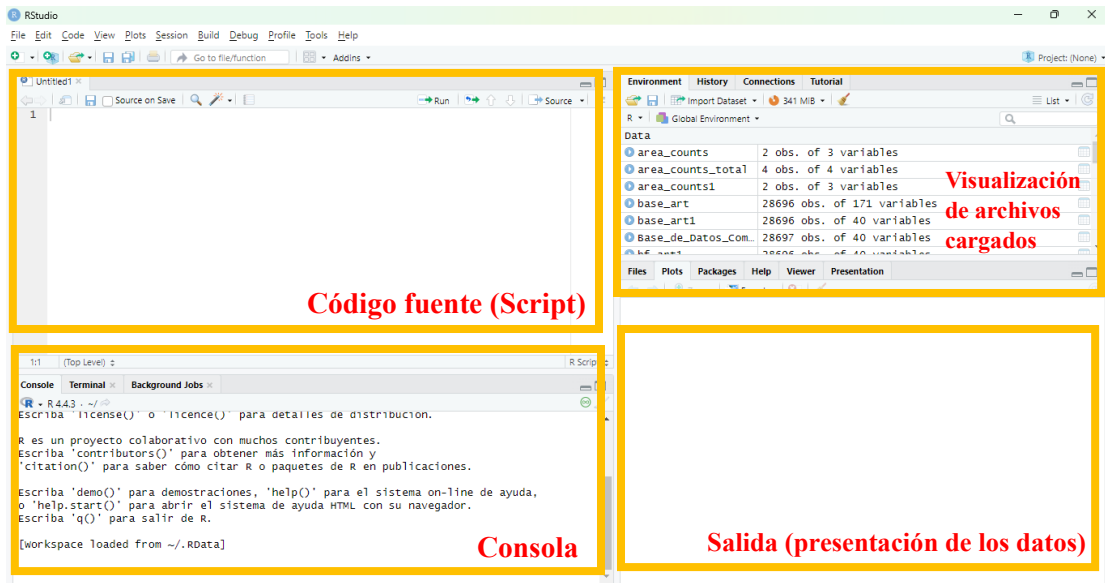 RStudio
File Edit Code View Plots Session Build Debug Profile Tools Help
Go to file/function Addins Project: (None)
Untitled1
Source on Save Run Source
1
Código fuente (Script)
1:1 (Top Level) R Script
Console Terminal Background Jobs
R 4.4.3 · ~/
Escriba 'license()' o 'licence()' para detalles de distribucion.
R es un proyecto colaborativo con muchos contribuyentes.
Escriba 'contributors()' para obtener más información y
'citation()' para saber cómo citar R o paquetes de R en publicaciones.
Escriba 'demo()' para demostraciones, 'help()' para el sistema on-line de ayuda,
o 'help.start()' para abrir el sistema de ayuda HTML con su navegador.
Escriba 'q()' para salir de R.
[Workspace loaded from ~/.RData]
Consola
Environment History Connections Tutorial
Import Dataset 341 MiB List
R Global Environment
Data
area_counts 2 obs. of 3 variables
area_counts_total 4 obs. of 4 variables
area_counts1 2 obs. of 3 variables
base_art 28696 obs. of 171 variables
base_art1 28696 obs. of 40 variables
Base_de_Datos_Com… 28697 obs. of 40 variables
Visualización
de archivos
cargados
Files Plots Packages Help Viewer Presentation
Salida (presentación de los datos)